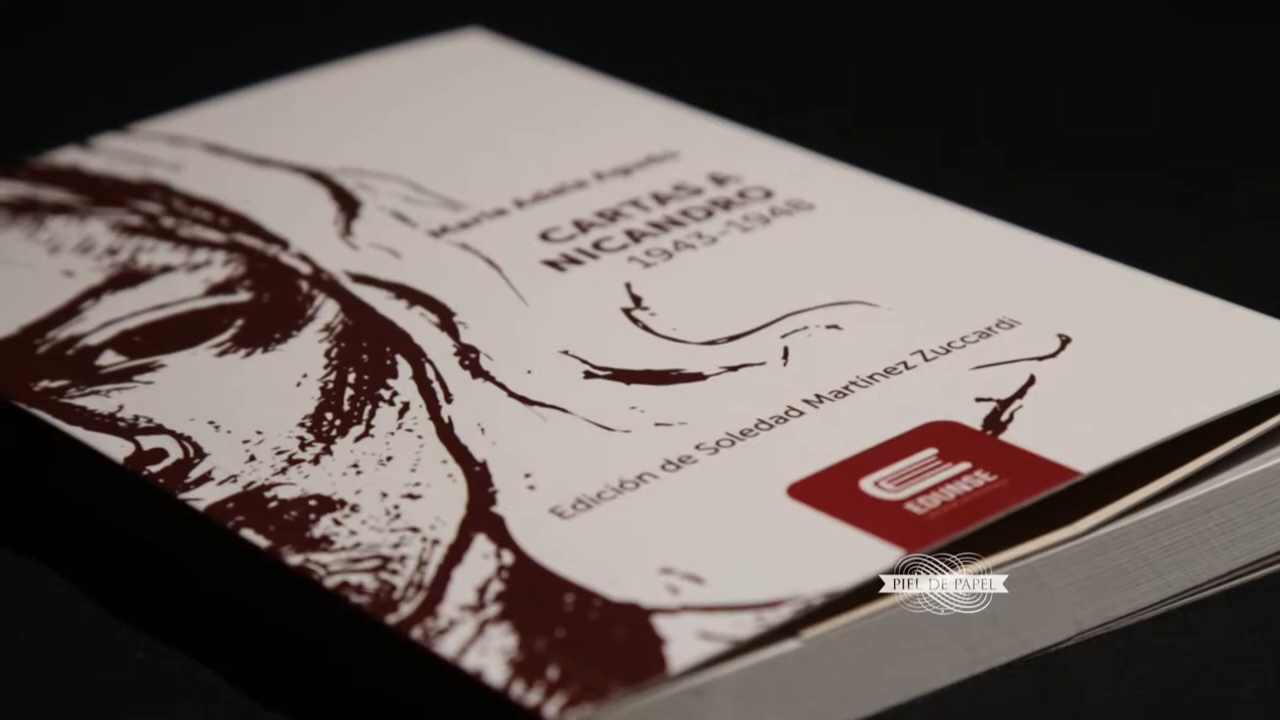 María Adela Agudo
CARTAS A
NICANDRO
1943-1948
Edición de Soledad Martínez Zuccardi
EDUNSE
PIEL DE PAPEL